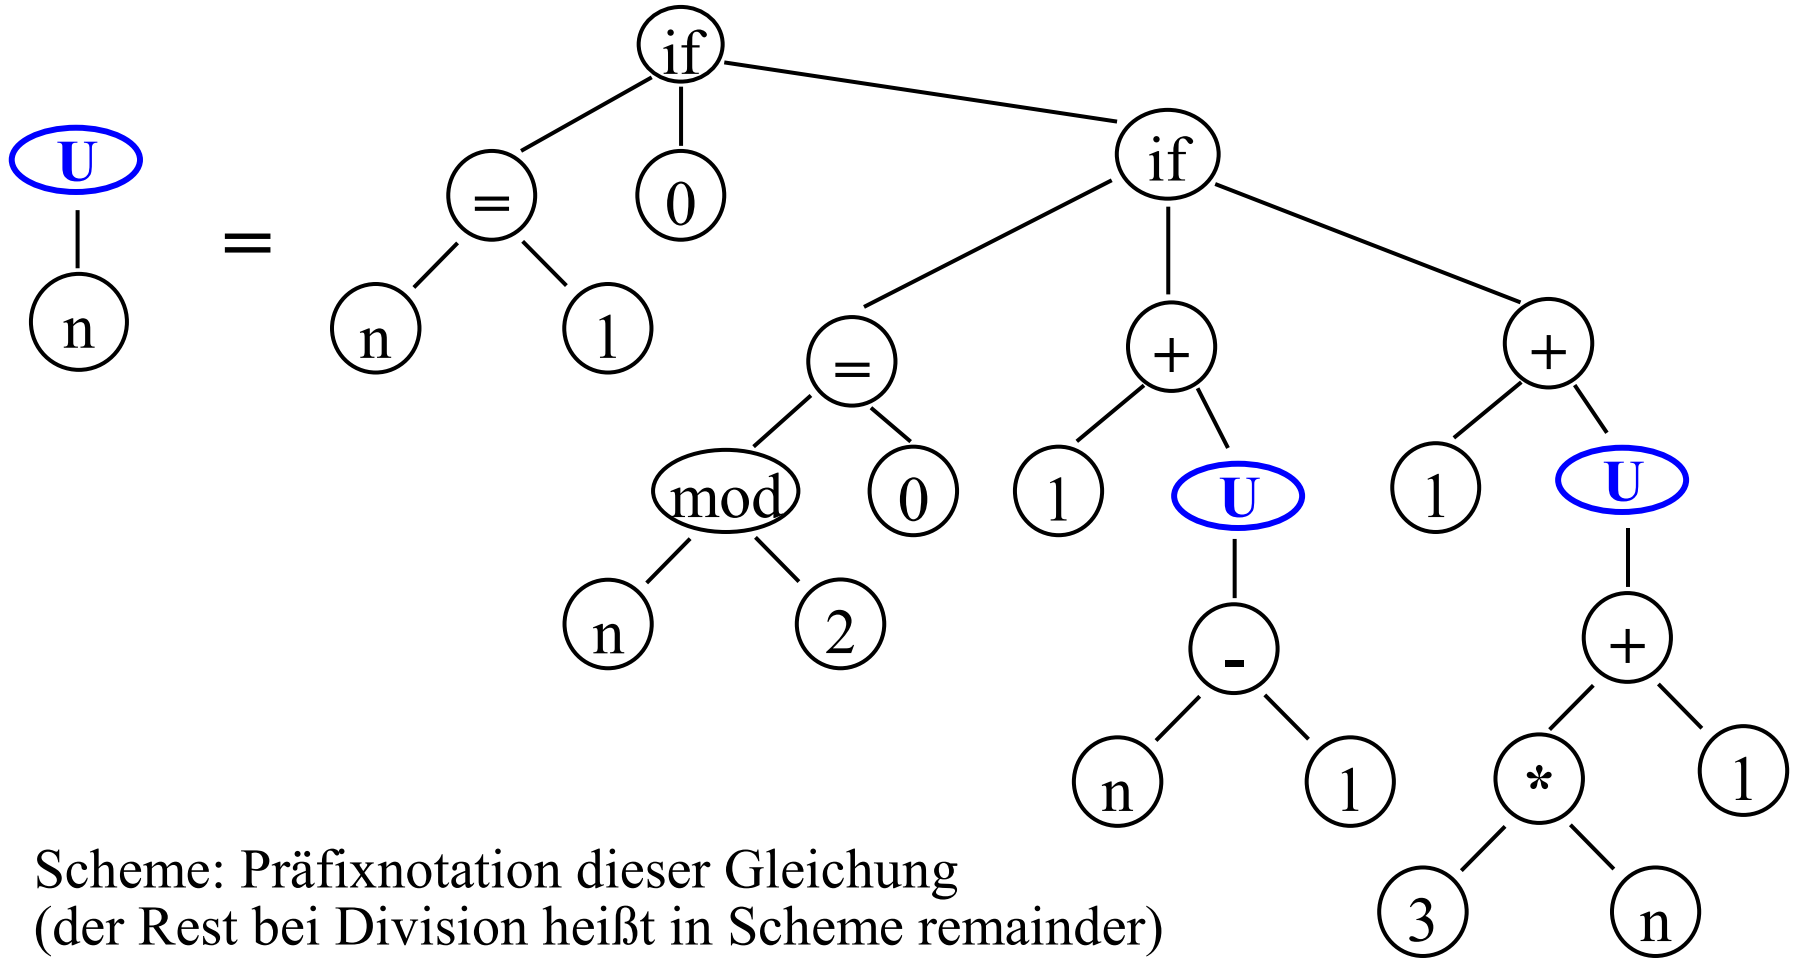 if
U
if
=
0
n
=
n
1
=
+
+
mod
0
1
U
1
U
n
2
-
+
n
1
*
1
3
n
Scheme: Präfixnotation dieser Gleichung
(der Rest bei Division heißt in Scheme remainder)